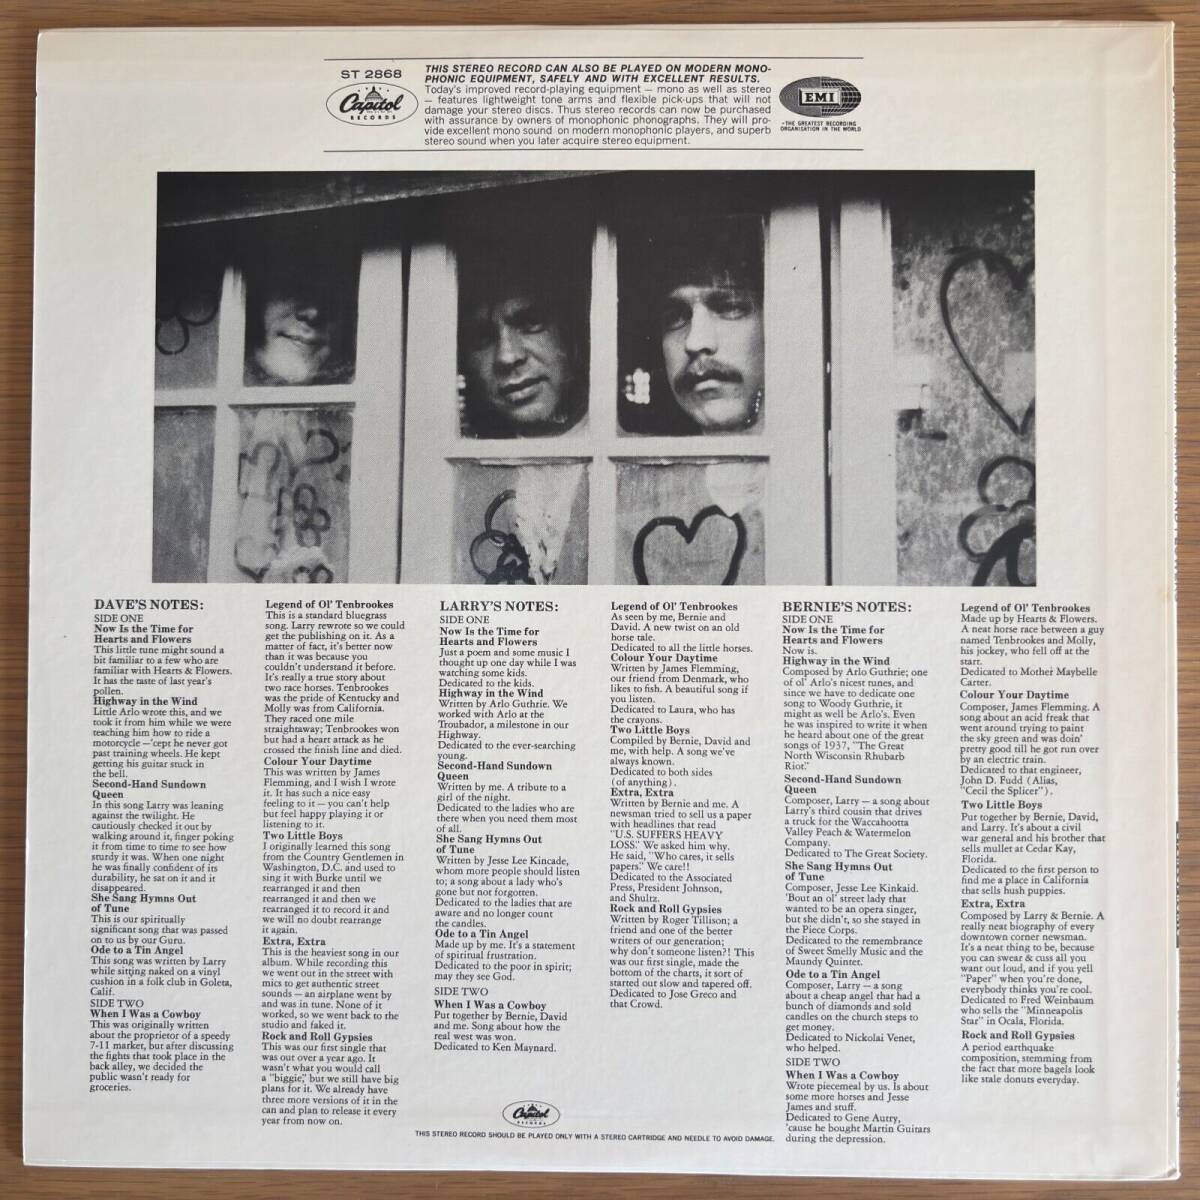 ST 2868
Capitol
RECORDS
THIS STEREO RECORD CAN ALSO BE PLAYED ON MODERN MONO-
PHONIC EQUIPMENT, SAFELY AND WITH EXCELLENT RESULTS.
Today's improved record-playing equipment — mono as well as stereo
— features lightweight tone arms and flexible pick-ups that will not
damage your stereo discs. Thus stereo records can now be purchased
with assurance by owners of monophonic phonographs. They will pro-
vide excellent mono sound on modern monophonic players, and superb
stereo sound when you later acquire stereo equipment.
EMI
·THE GREATEST RECORDING
ORGANISATION IN THE WORLD
DAVE'S NOTES:
SIDE ONE
Now Is the Time for
Hearts and Flowers
This little tune might sound a
bit familiar to a few who are
familiar with Hearts & Flowers.
It has the taste of last year's
pollen.
Highway in the Wind
Little Arlo wrote this, and we
took it from him while we were
teaching him how to ride a
motorcycle —'cept he never got
past training wheels. He kept
getting his guitar stuck in
the bell.
Second-Hand Sundown
Queen
In this song Larry was leaning
against the twilight. He
cautiously checked it out by
walking around it, finger poking
it from time to time to see how
sturdy it was. When one night
he was finally confident of its
durability, he sat on it and it
disappeared.
She Sang Hymns Out
of Tune
This is our spiritually
significant song that was passed
on to us by our Guru.
Ode to a Tin Angel
This song was written by Larry
while sitting naked on a vinyl
cushion in a folk club in Goleta,
Calif.
SIDE TWO
When I Was a Cowboy
This was originally written
about the proprietor of a speedy
7-11 market, but after discussing
the fights that took place in the
back alley, we decided the
public wasn't ready for
groceries.
Legend of Ol' Tenbrookes
This is a standard bluegrass
song. Larry rewrote so we could
get the publishing on it. As a
matter of fact, it's better now
than it was because you
couldn't understand it before.
It's really a true story about
two race horses. Tenbrookes
was the pride of Kentucky and
Molly was from California.
They raced one mile
straightaway; Tenbrookes won
but had a heart attack as he
crossed the finish line and died.
Colour Your Daytime
This was written by James
Flemming, and I wish I wrote
it. It has such a nice easy
feeling to it — you can't help
but feel happy playing it or
listening to it.
Two Little Boys
I originally learned this song
from the Country Gentlemen in
Washington, D.C. and used to
sing it with Burke until we
rearranged it and then
rearranged it and then we
rearranged it to record it and
we will no doubt rearrange
it again.
Extra, Extra
This is the heaviest song in our
album. While recording this
we went out in the street with
mics to get authentic street
sounds — an airplane went by
and was in tune. None of it
worked, so we went back to the
studio and faked it.
Rock and Roll Gypsies
This was our first single that
was out over a year ago. It
wasn't what you would call
a "biggie," but we still have big
plans for it. We already have
three more versions of it in the
can and plan to release it every
year from now on.
LARRY'S NOTES:
SIDE ONE
Now Is the Time for
Hearts and Flowers
Just a poem and some music I
thought up one day while I was
watching some kids.
Dedicated to the kids.
Highway in the Wind
Written by Arlo Guthrie. We
worked with Arlo at the
Troubador, a milestone in our
Highway.
Dedicated to the ever-searching
young.
Second-Hand Sundown
Queen
Written by me. A tribute to a
girl of the night.
Dedicated to the ladies who are
there when you need them most
of all.
She Sang Hymns Out
of Tune
Written by Jesse Lee Kincade,
whom more people should listen
to; a song about a lady who's
gone but not forgotten.
Dedicated to the ladies that are
aware and no longer count
the candles.
Ode to a Tin Angel
Made up by me. It's a statement
of spiritual frustration.
Dedicated to the poor in spirit;
may they see God.
SIDE TWO
When I Was a Cowboy
Put together by Bernie, David
and me. Song about how the
real west was won.
Dedicated to Ken Maynard.
Legend of Ol' Tenbrookes
As seen by me, Bernie and
David. A new twist on an old
horse tale.
Dedicated to all the little horses.
Colour Your Daytime
Written by James Flemming,
our friend from Denmark, who
likes to fish. A beautiful song if
you listen.
Dedicated to Laura, who has
the crayons.
Two Little Boys
Compiled by Bernie, David and
me, with help. A song we've
always known.
Dedicated to both sides
(of anything).
Extra, Extra
Written by Bernie and me. A
newsman tried to sell us a paper
with headlines that read
"U.S. SUFFERS HEAVY
LOSS." We asked him why.
He said, "Who cares, it sells
papers." We care!!
Dedicated to the Associated
Press, President Johnson,
and Shultz.
Rock and Roll Gypsies
Written by Roger Tillison; a
friend and one of the better
writers of our generation;
why don't someone listen?! This
was our first single, made the
bottom of the charts, it sort of
started out slow and tapered off.
Dedicated to Jose Greco and
that Crowd.
BERNIE'S NOTES:
SIDE ONE
Now Is the Time for
Hearts and Flowers
Now is.
Highway in the Wind
Composed by Arlo Guthrie; one
of ol' Arlo's nicest tunes, and
since we have to dedicate one
song to Woody Guthrie, it
might as well be Arlo's. Even
he was inspired to write it when
he heard about one of the great
songs of 1937, "The Great
North Wisconsin Rhubarb
Riot."
Second-Hand Sundown
Queen
Composer, Larry — a song about
Larry's third cousin that drives
a truck for the Waccahootta
Valley Peach & Watermelon
Company.
Dedicated to The Great Society.
She Sang Hymns Out
of Tune
Composer, Jesse Lee Kinkaid.
'Bout an ol' street lady that
wanted to be an opera singer,
but she didn't, so she stayed in
the Piece Corps.
Dedicated to the remembrance
of Sweet Smelly Music and the
Maundy Quintet.
Ode to a Tin Angel
Composer, Larry — a song
about a cheap angel that had a
bunch of diamonds and sold
candles on the church steps to
get money.
Dedicated to Nickolai Venet,
who helped.
SIDE TWO
When I Was a Cowboy
Wrote piecemeal by us. Is about
some more horses and Jesse
James and stuff.
Dedicated to Gene Autry,
'cause he bought Martin Guitars
during the depression.
Legend of Ol' Tenbrookes
Made up by Hearts & Flowers.
A neat horse race between a guy
named Tenbrookes and Molly,
his jockey, who fell off at the
start.
Dedicated to Mother Maybelle
Carter.
Colour Your Daytime
Composer, James Flemming. A
song about an acid freak that
went around trying to paint
the sky green and was doin'
pretty good till he got run over
by an electric train.
Dedicated to that engineer,
John D. Fudd (Alias,
"Cecil the Splicer").
Two Little Boys
Put together by Bernie, David,
and Larry. It's about a civil
war general and his brother that
sells mullet at Cedar Kay,
Florida.
Dedicated to the first person to
find me a place in California
that sells hush puppies.
Extra, Extra
Composed by Larry & Bernie. A
really neat biography of every
downtown corner newsman.
It's a neat thing to be, because
you can swear & cuss all you
want out loud, and if you yell
"Paper" when you're done,
everybody thinks you're cool.
Dedicated to Fred Weinbaum
who sells the "Minneapolis
Star" in Ocala, Florida.
Rock and Roll Gypsies
A period earthquake
composition, stemming from
the fact that more bagels look
like stale donuts everyday.
Capitol
RECORDS
THIS STEREO RECORD SHOULD BE PLAYED ONLY WITH A STEREO CARTRIDGE AND NEEDLE TO AVOID DAMAGE.